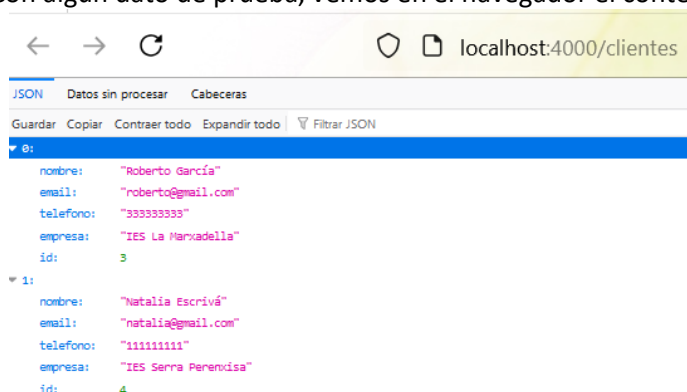 con algún dato de prueba, vemos en el navegador el conte
localhost:4000/clientes
JSON Datos sin procesar Cabeceras
Guardar Copiar Contraer todo Expandir todo Filtrar JSON
0:
nombre: "Roberto García"
email: "roberto@gmail.com"
telefono: "333333333"
empresa: "IES La Marxadella"
id: 3
1:
nombre: "Natalia Escrivá"
email: "natalia@gmail.com"
telefono: "111111111"
empresa: "IES Serra Perenxisa"
id: 4